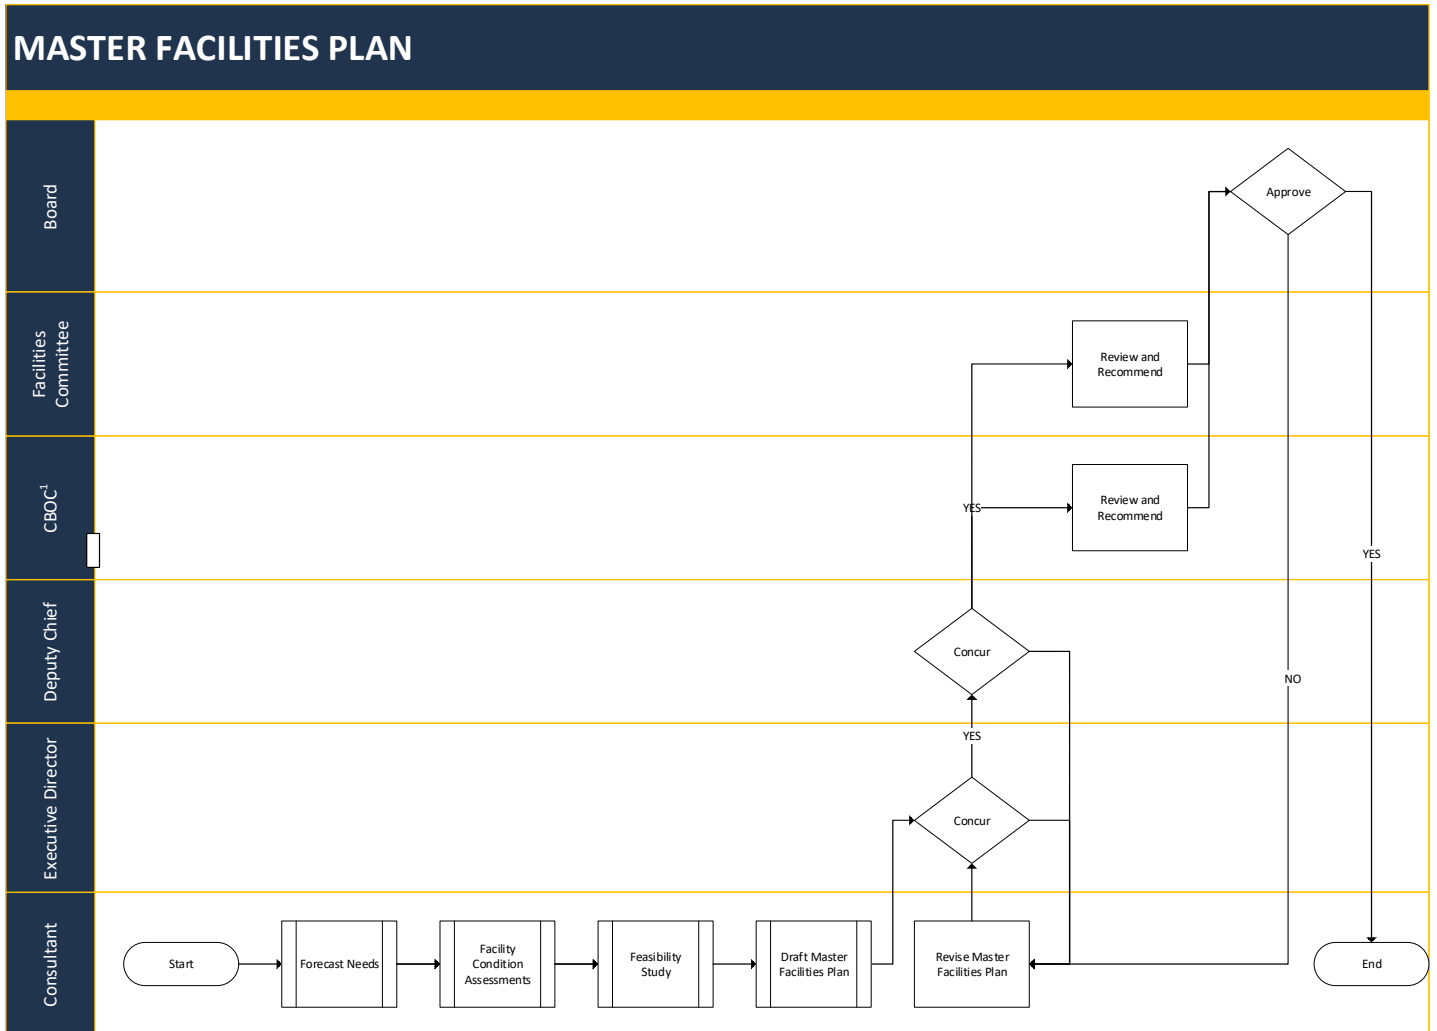 MASTER FACILITIES PLAN
Board
Approve
Facilities
Committee
Review and
Recommend
CBOC¹
YES
Review and
Recommend
YES
Deputy Chief
Concur
NO
Executive Director
YES
Concur
Consultant
Start
Forecast Needs
Facility
Condition
Assessments
Feasibility
Study
Draft Master
Facilities Plan
Revise Master
Facilities Plan
End